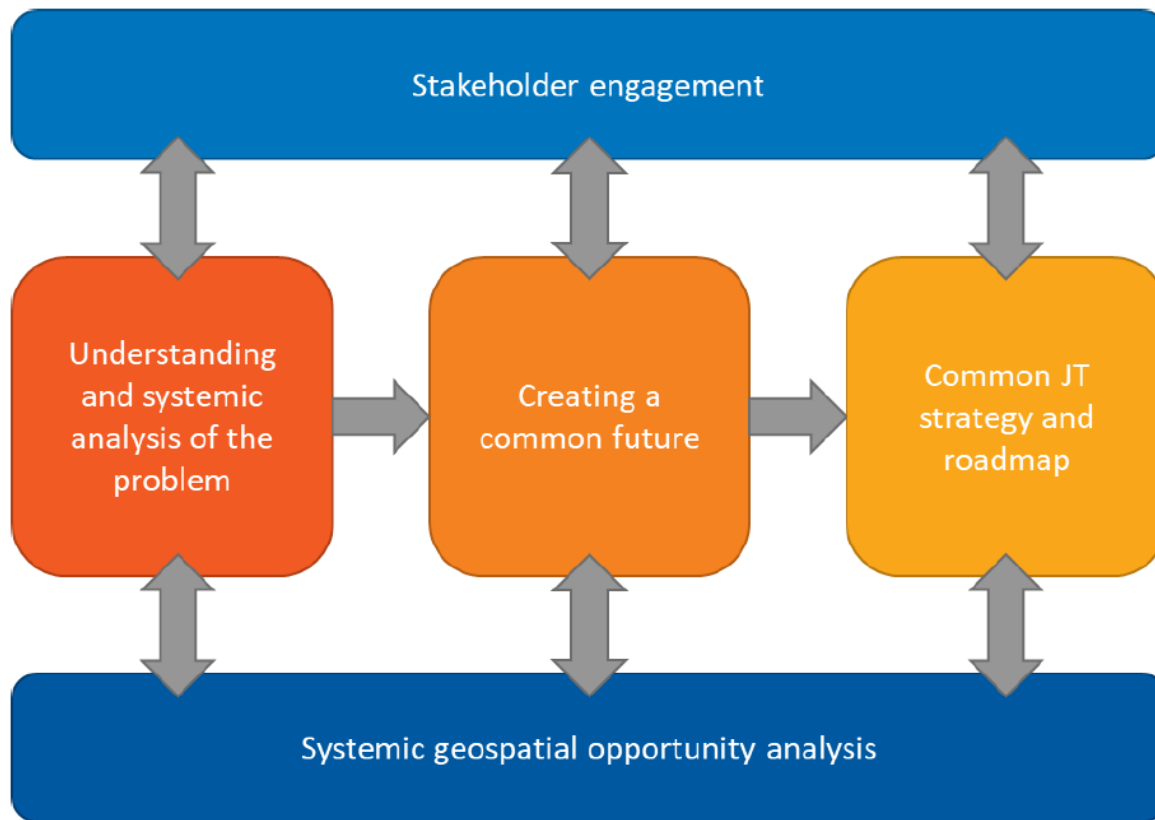 Stakeholder engagement
Understanding
and systemic
analysis of the
problem
Creating a
common future
Common JT
strategy and
roadmap
Systemic geospatial opportunity analysis